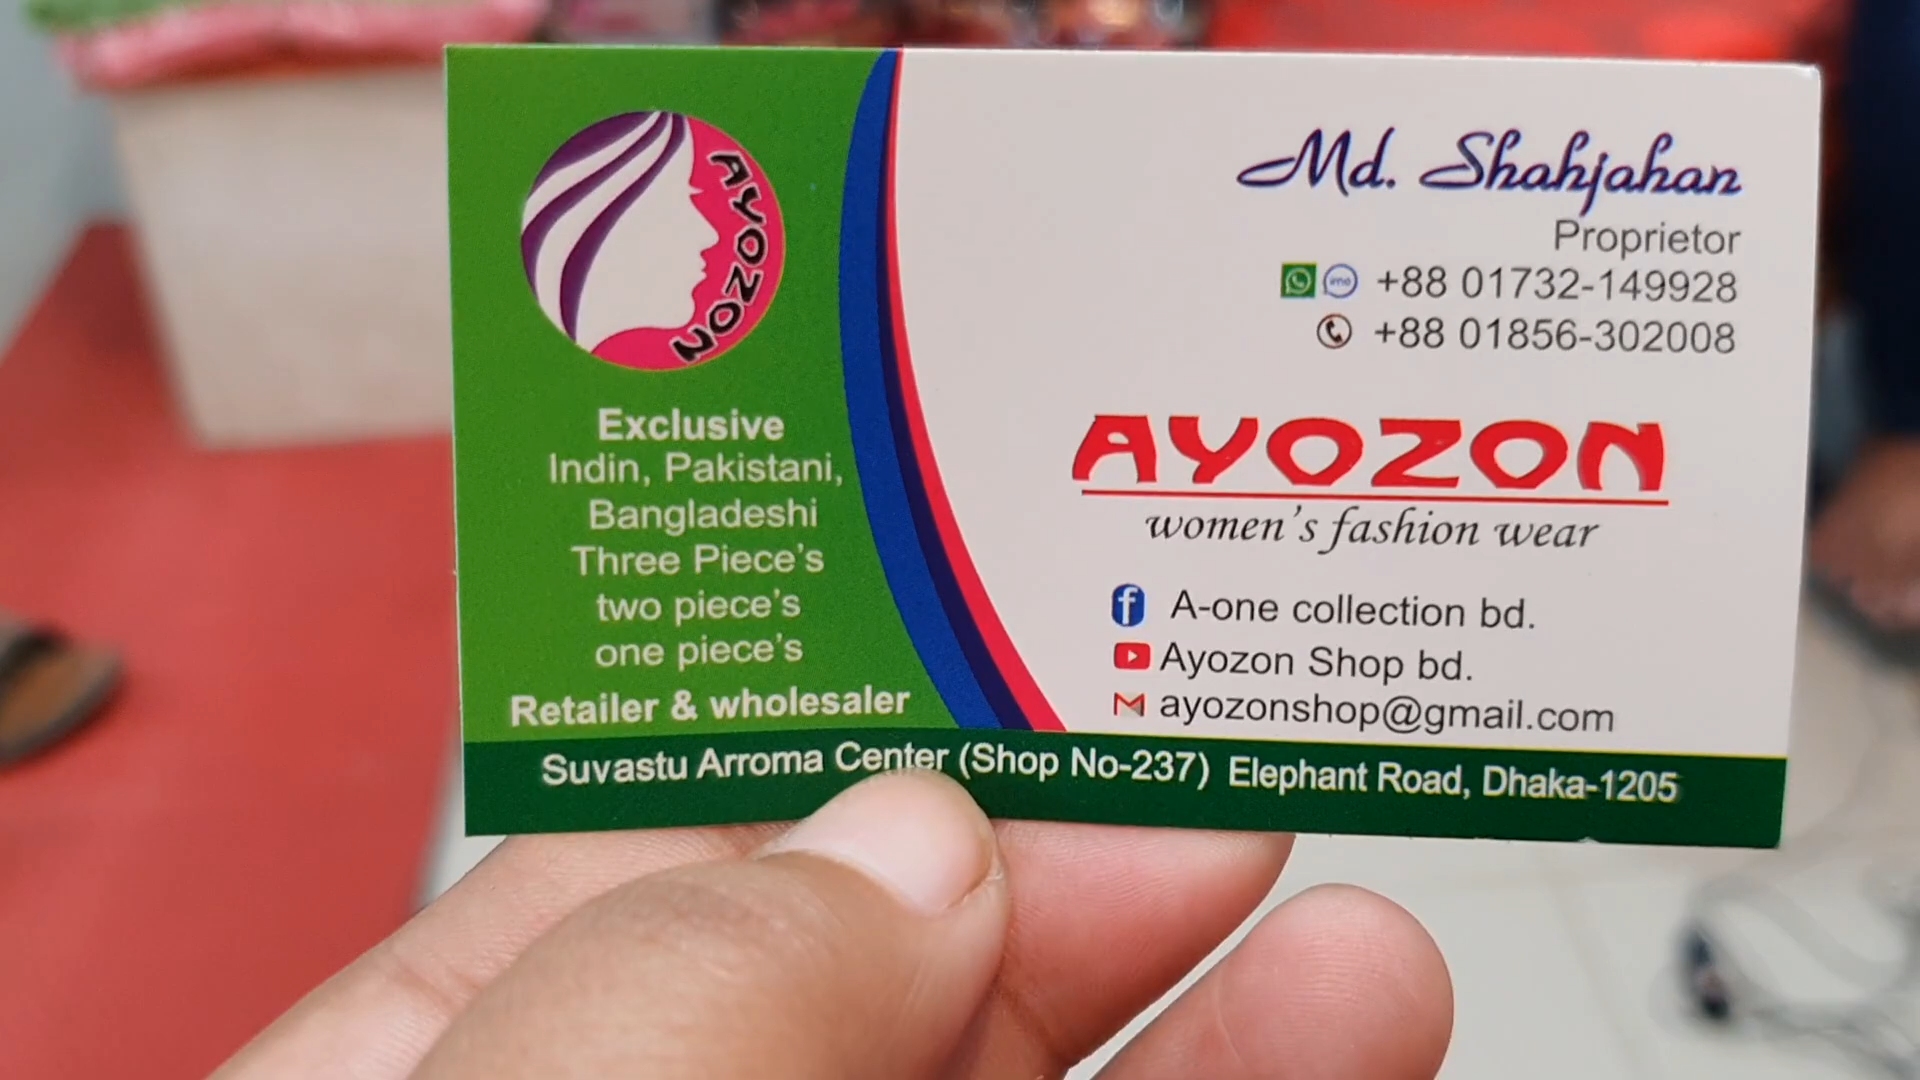 AYOZON
Exclusive
Indin, Pakistani,
Bangladeshi
Three Piece's
two piece's
one piece's
Retailer & wholesaler
Md. Shahjahan
Proprietor
imo +88 01732-149928
+88 01856-302008
AYOZON
women's fashion wear
f A-one collection bd.
Ayozon Shop bd.
ayozonshop@gmail.com
Suvastu Arroma Center (Shop No-237) Elephant Road, Dhaka-1205